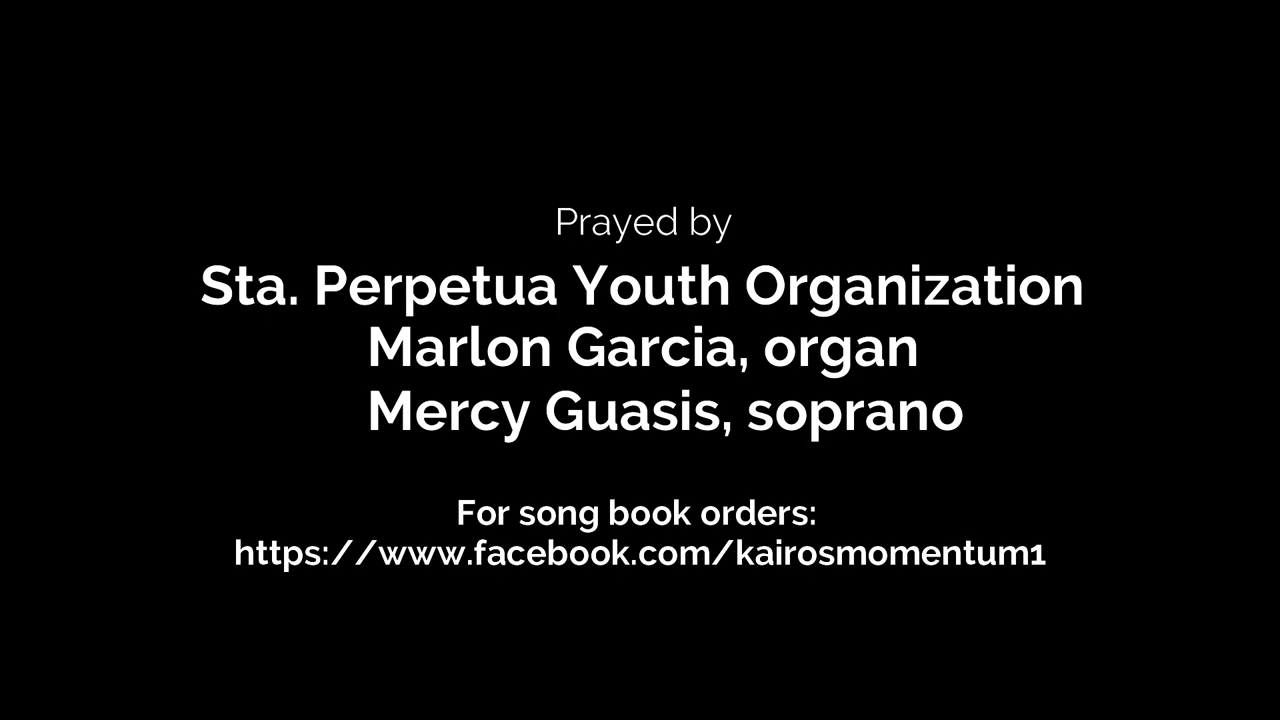 Prayed by
Sta. Perpetua Youth Organization
Marlon Garcia, organ
Mercy Guasis, soprano
For song book orders:
https://www.facebook.com/kairosmomentum1